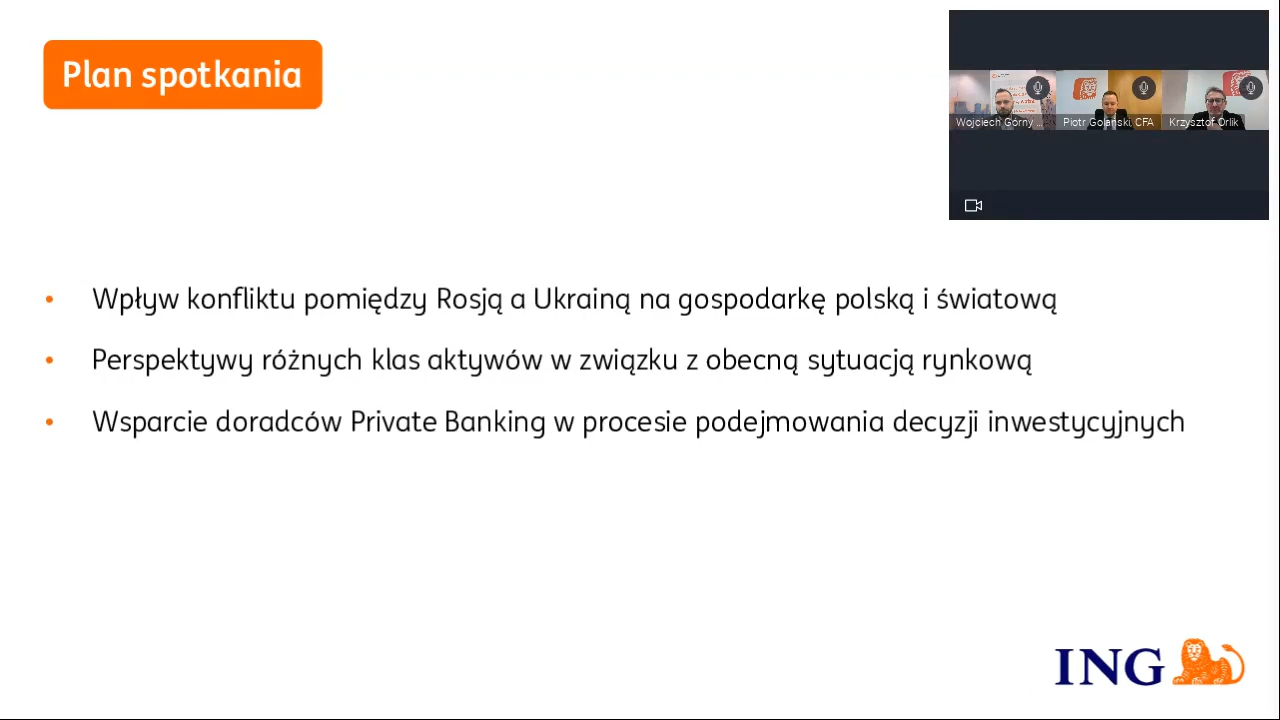 Plan spotkania
Wojciech Górny ...
Piotr Golański, CFA
Krzysztof Orlik
• Wpływ konfliktu pomiędzy Rosją a Ukrainą na gospodarkę polską i światową
• Perspektywy różnych klas aktywów w związku z obecną sytuacją rynkową
• Wsparcie doradców Private Banking w procesie podejmowania decyzji inwestycyjnych
ING